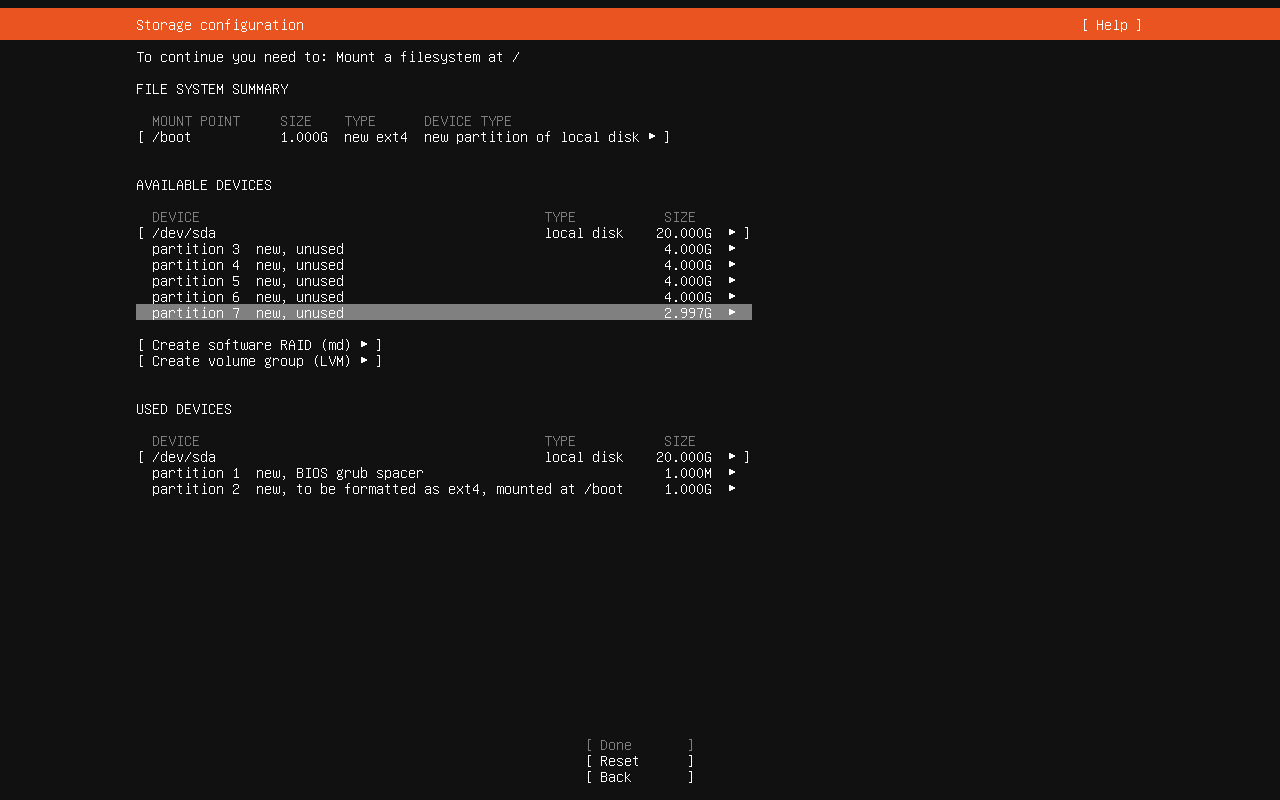 Storage configuration [ Help ]
To continue you need to: Mount a filesystem at /
FILE SYSTEM SUMMARY
MOUNT POINT SIZE TYPE DEVICE TYPE
[ /boot 1.000G new ext4 new partition of local disk ▸ ]
AVAILABLE DEVICES
DEVICE TYPE SIZE
[ /dev/sda local disk 20.000G ▸ ]
partition 3 new, unused 4.000G ▸
partition 4 new, unused 4.000G ▸
partition 5 new, unused 4.000G ▸
partition 6 new, unused 4.000G ▸
partition 7 new, unused 2.997G ▸
[ Create software RAID (md) ▸ ]
[ Create volume group (LVM) ▸ ]
USED DEVICES
DEVICE TYPE SIZE
[ /dev/sda local disk 20.000G ▸ ]
partition 1 new, BIOS grub spacer 1.000M ▸
partition 2 new, to be formatted as ext4, mounted at /boot 1.000G ▸
[ Done ]
[ Reset ]
[ Back ]